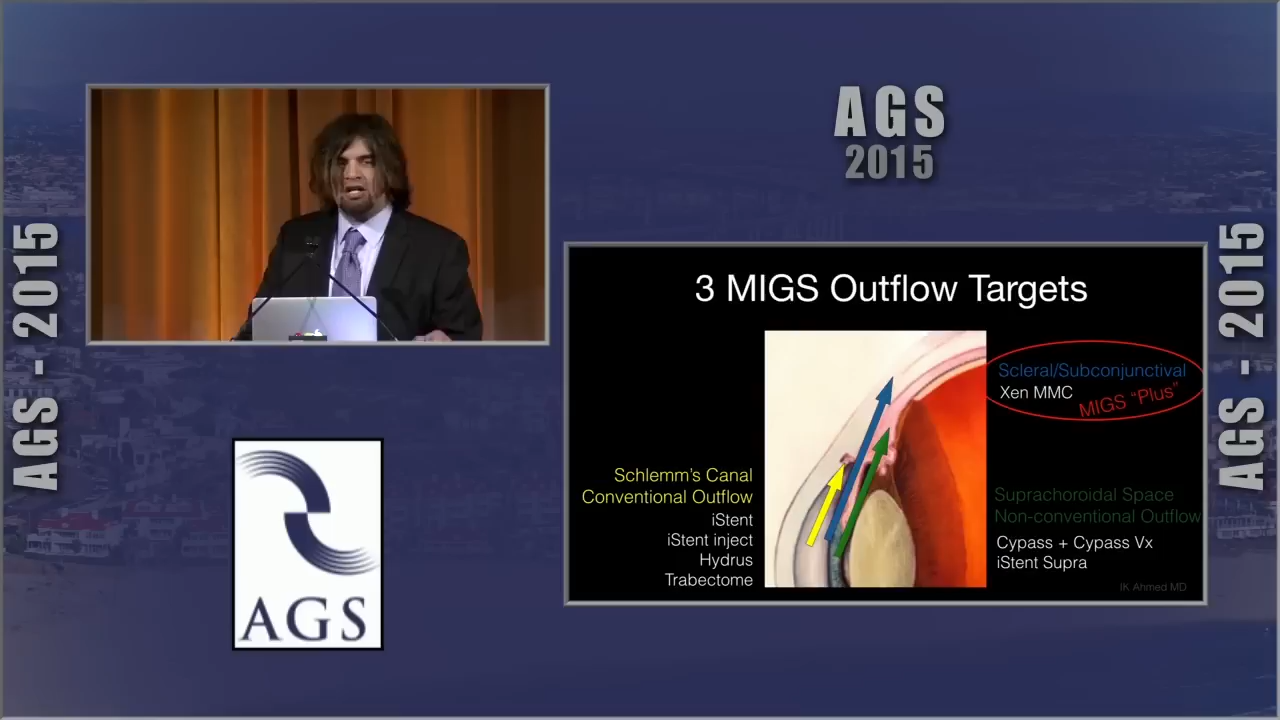 AGS
2015
AGS - 2015
AGS - 2015
AGS
3 MIGS Outflow Targets
Scleral/Subconjunctival
Xen MMC
MIGS "Plus"
Schlemm's Canal
Conventional Outflow
iStent
iStent inject
Hydrus
Trabectome
Suprachoroidal Space
Non-conventional Outflow
Cypass + Cypass Vx
iStent Supra
IK Ahmed MD